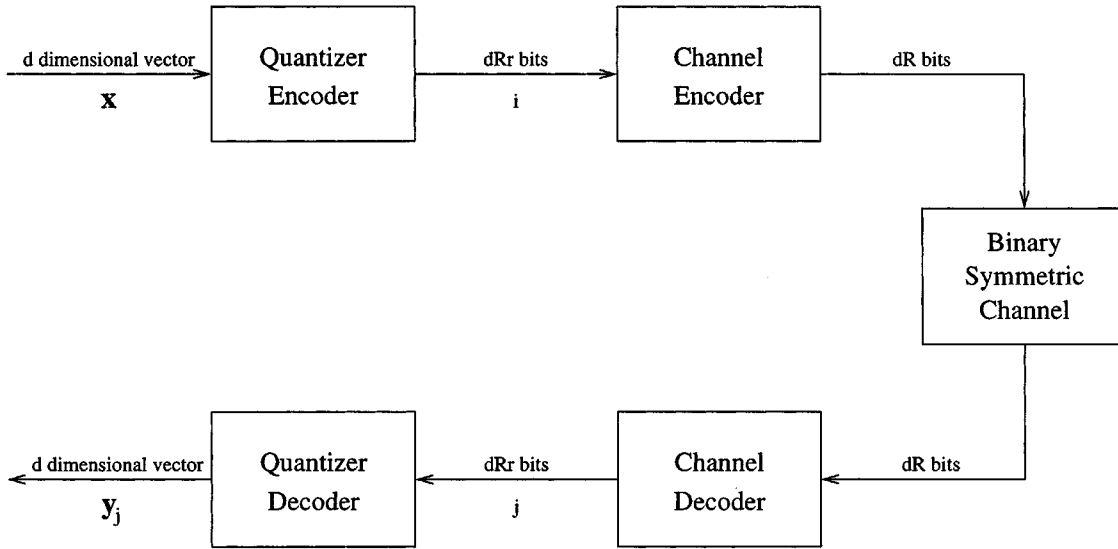 d dimensional vector
x
Quantizer
Encoder
dRr bits
i
Channel
Encoder
dR bits
Binary
Symmetric
Channel
d dimensional vector
y_j
Quantizer
Decoder
dRr bits
j
Channel
Decoder
dR bits